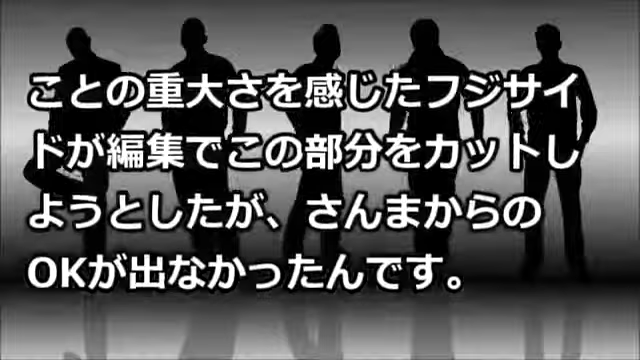 ことの重大さを感じたフジサイ
ドが編集でこの部分をカットし
ようとしたが、さんまからの
OKが出なかったんです。